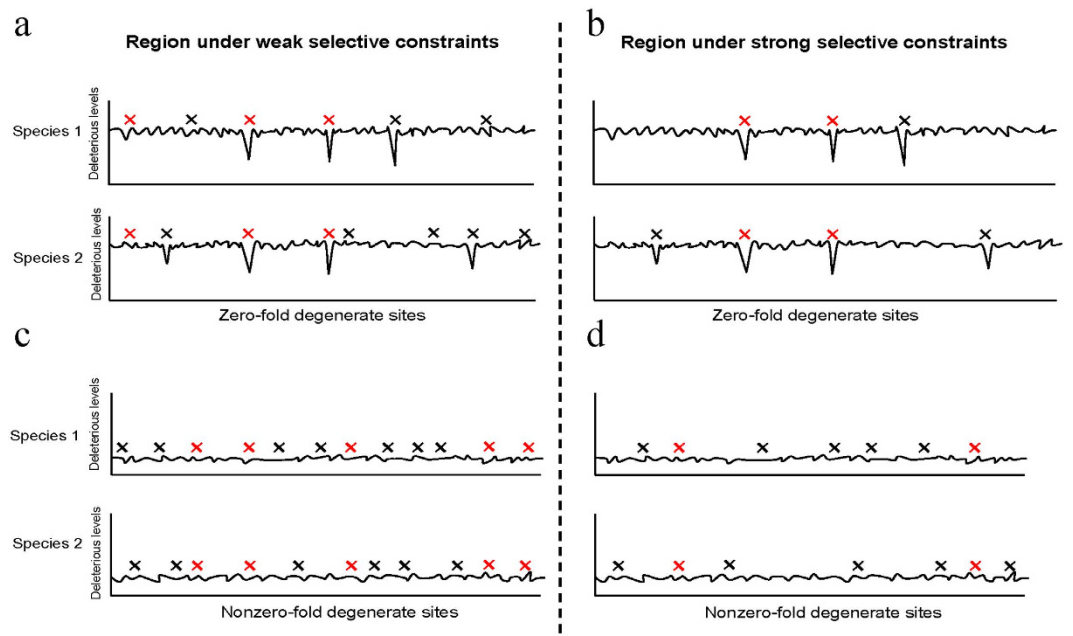 a
b
Region under weak selective constraints
Region under strong selective constraints
Species 1
Deleterious levels
Species 2
Deleterious levels
Zero-fold degenerate sites
Zero-fold degenerate sites
c
d
Species 1
Deleterious levels
Species 2
Deleterious levels
Nonzero-fold degenerate sites
Nonzero-fold degenerate sites